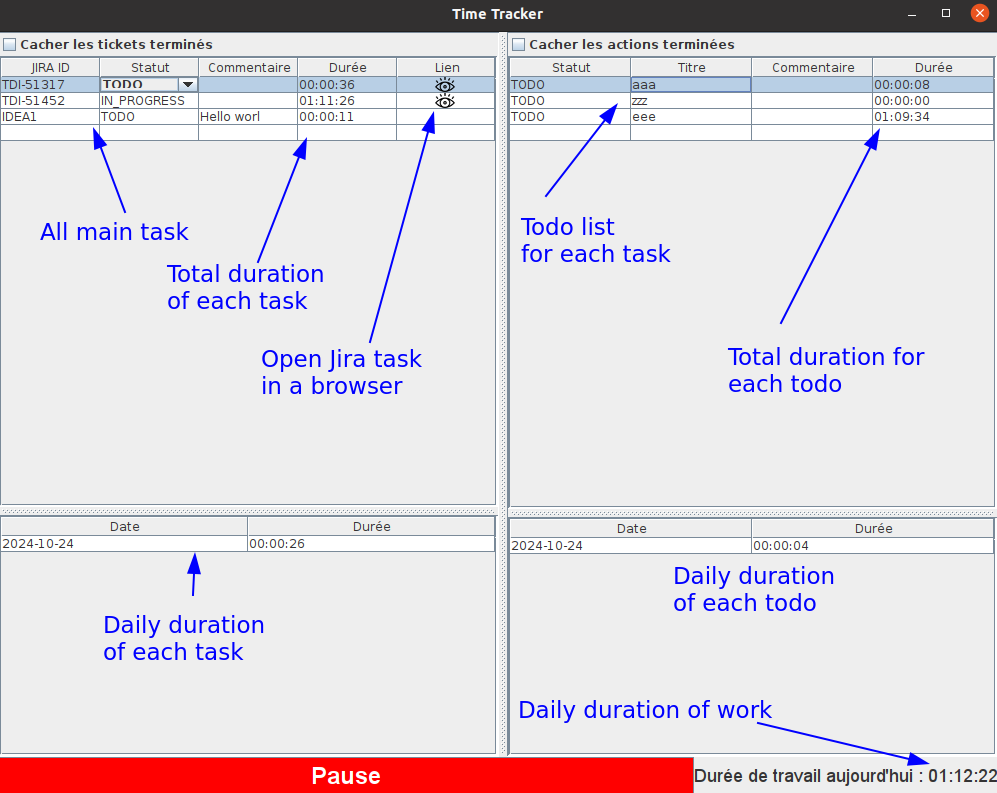 Time Tracker
Cacher les tickets terminés
JIRA ID Statut Commentaire Durée Lien
TDI-51317 TODO 00:00:36
TDI-51452 IN_PROGRESS 01:11:26
IDEA1 TODO Hello worl 00:00:11
All main task
Total duration
of each task
Open Jira task
in a browser
Cacher les actions terminées
Statut Titre Commentaire Durée
TODO aaa 00:00:08
TODO zzz 00:00:00
TODO eee 01:09:34
Todo list
for each task
Total duration for
each todo
Date Durée
2024-10-24 00:00:26
Daily duration
of each task
Date Durée
2024-10-24 00:00:04
Daily duration
of each todo
Daily duration of work
Pause
Durée de travail aujourd'hui : 01:12:22